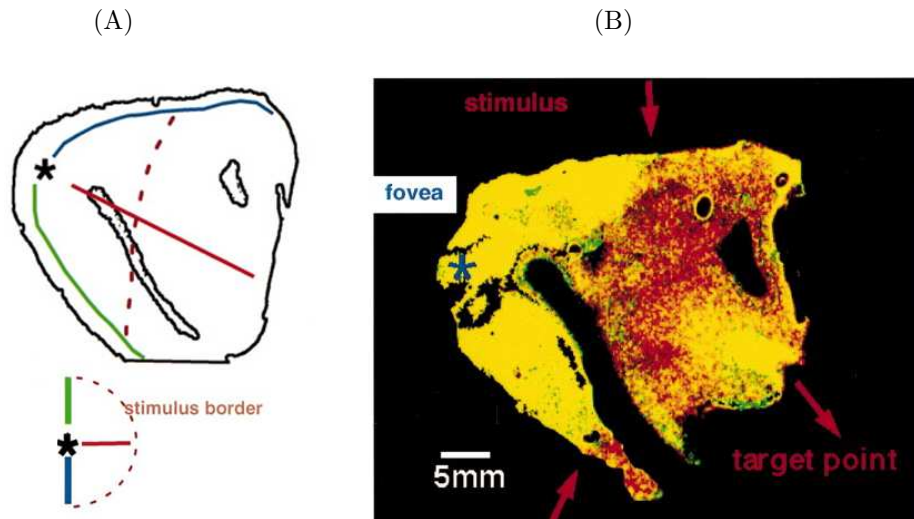 (A)
(B)
stimulus
fovea
*
*
stimulus border
*
5mm
target point